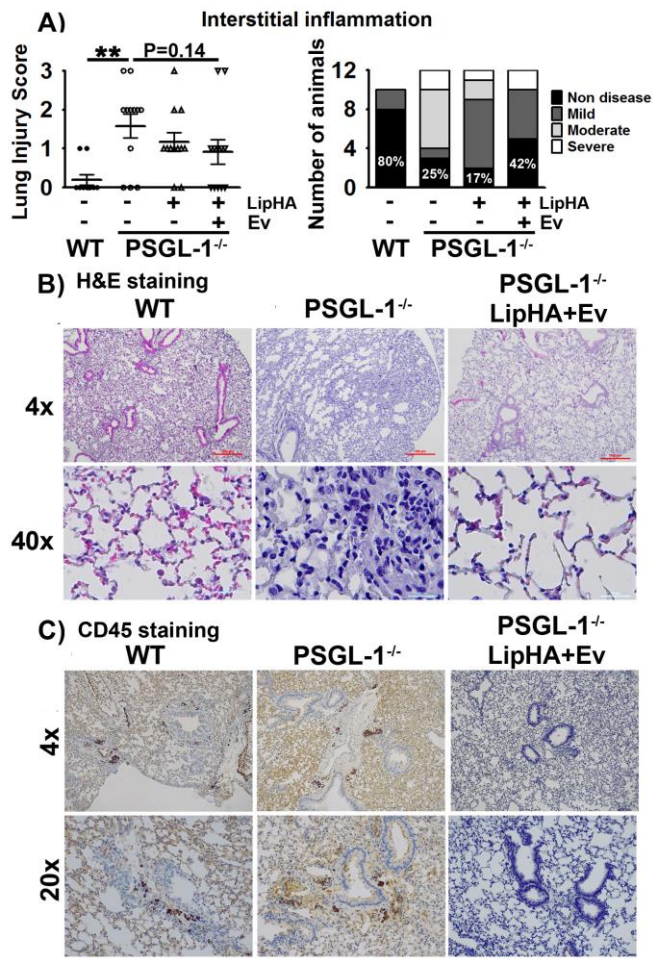 A) Interstitial inflammation
** P=0.14
Lung Injury Score
3
2
1
0
- - + + LipHA
- - - + Ev
WT PSGL-1-/-
Number of animals
12
8
4
0
80% 25% 17% 42%
Non disease
Mild
Moderate
Severe
- - + + LipHA
- - - + Ev
WT PSGL-1-/-
B) H&E staining
WT PSGL-1-/- PSGL-1-/-
LipHA+Ev
4x
40x
C) CD45 staining
WT PSGL-1-/- PSGL-1-/-
LipHA+Ev
4x
20x